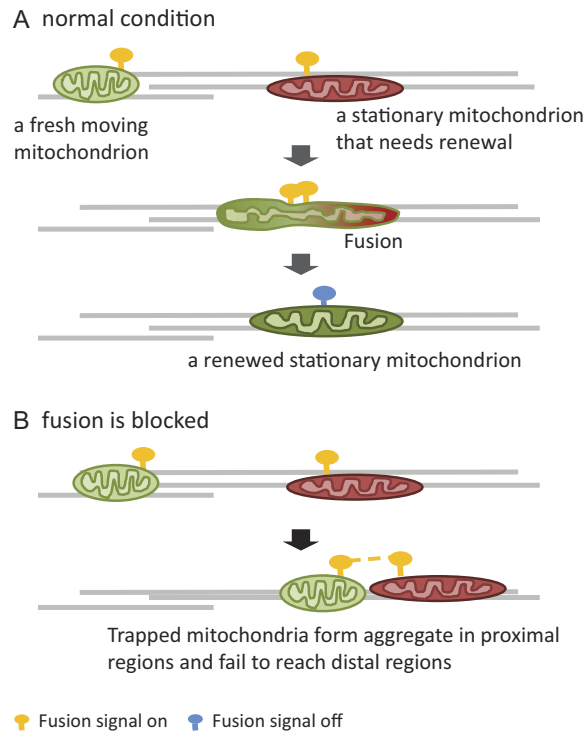 A normal condition
a fresh moving
mitochondrion
a stationary mitochondrion
that needs renewal
Fusion
a renewed stationary mitochondrion
B fusion is blocked
Trapped mitochondria form aggregate in proximal
regions and fail to reach distal regions
Fusion signal on
Fusion signal off